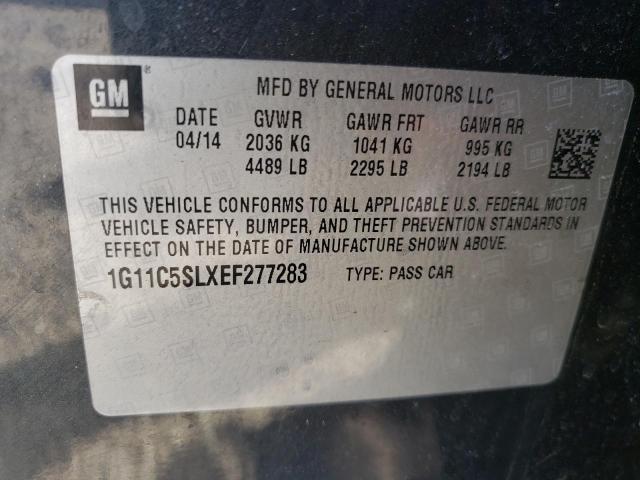 GM
MFD BY GENERAL MOTORS LLC
DATE GVWR GAWR FRT GAWR RR
04/14 2036 KG 1041 KG 995 KG
4489 LB 2295 LB 2194 LB
THIS VEHICLE CONFORMS TO ALL APPLICABLE U.S. FEDERAL MOTOR
VEHICLE SAFETY, BUMPER, AND THEFT PREVENTION STANDARDS IN
EFFECT ON THE DATE OF MANUFACTURE SHOWN ABOVE.
1G11C5SLXEF277283 TYPE: PASS CAR